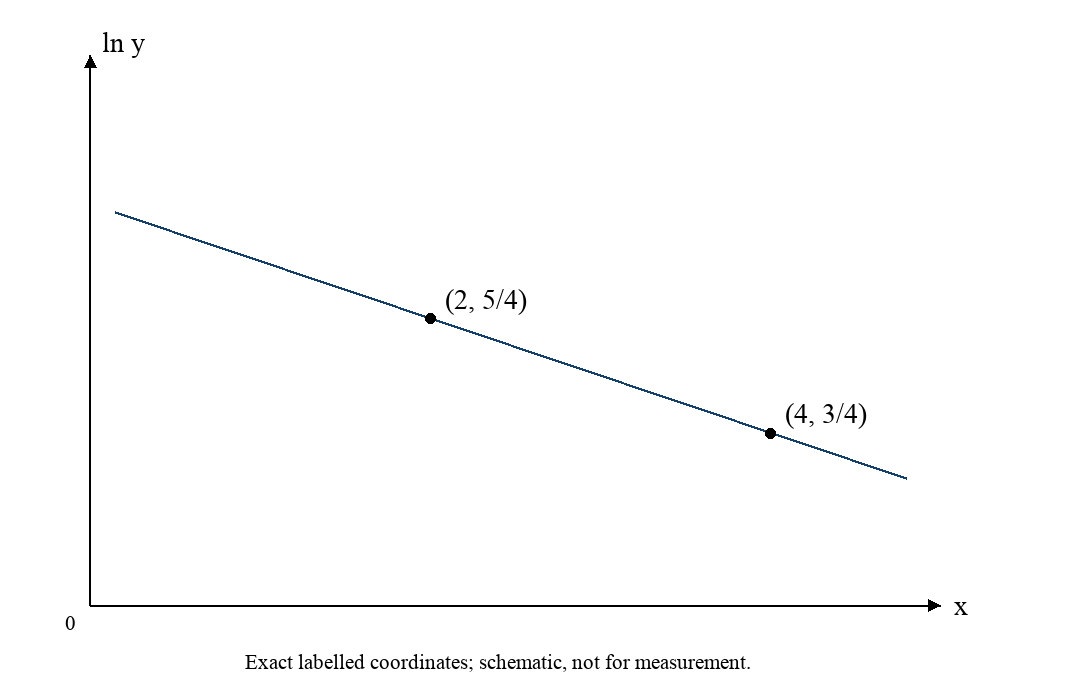 ln y
(2, 5/4)
(4, 3/4)
x
0
Exact labelled coordinates; schematic, not for measurement.